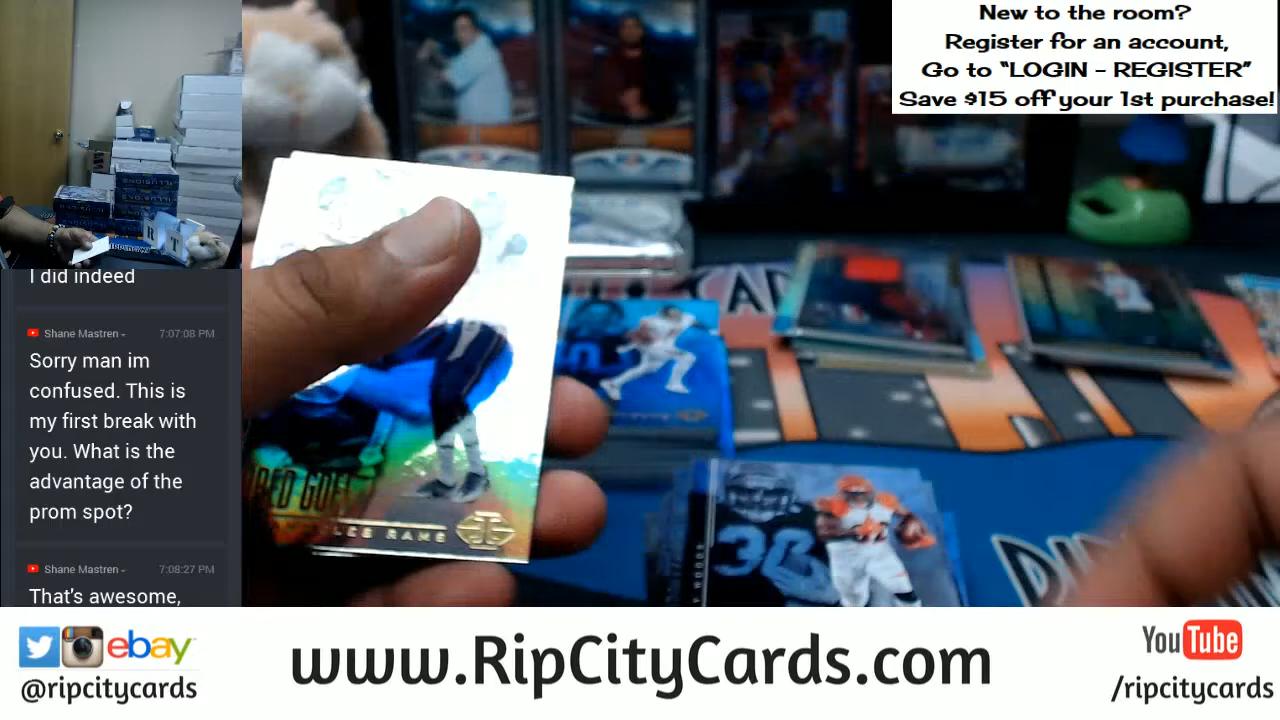 New to the room?
Register for an account,
Go to “LOGIN - REGISTER”
Save $15 off your 1st purchase!
I did indeed
Shane Mastren
7:07:08 PM
Sorry man im
confused. This is
my first break with
you. What is the
advantage of the
prom spot?
Shane Mastren
7:08:27 PM
That's awesome,
RAMS
30
ebay
@ripcitycards
www.RipCityCards.com
YouTube
/ripcitycards